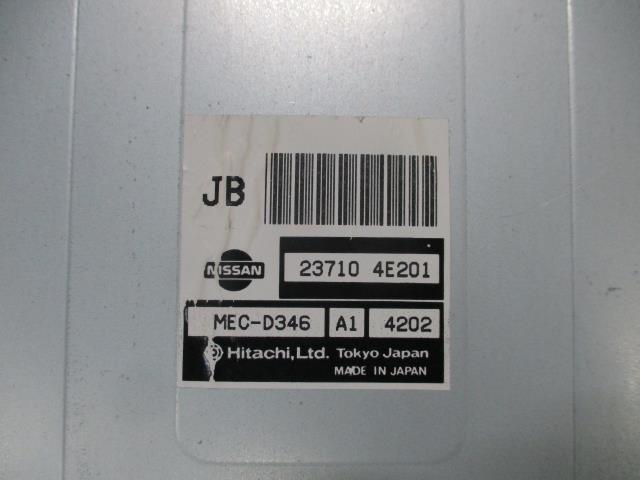 JB
NISSAN 23710 4E201
MEC-D346 A1 4202
Hitachi,Ltd. Tokyo Japan
MADE IN JAPAN